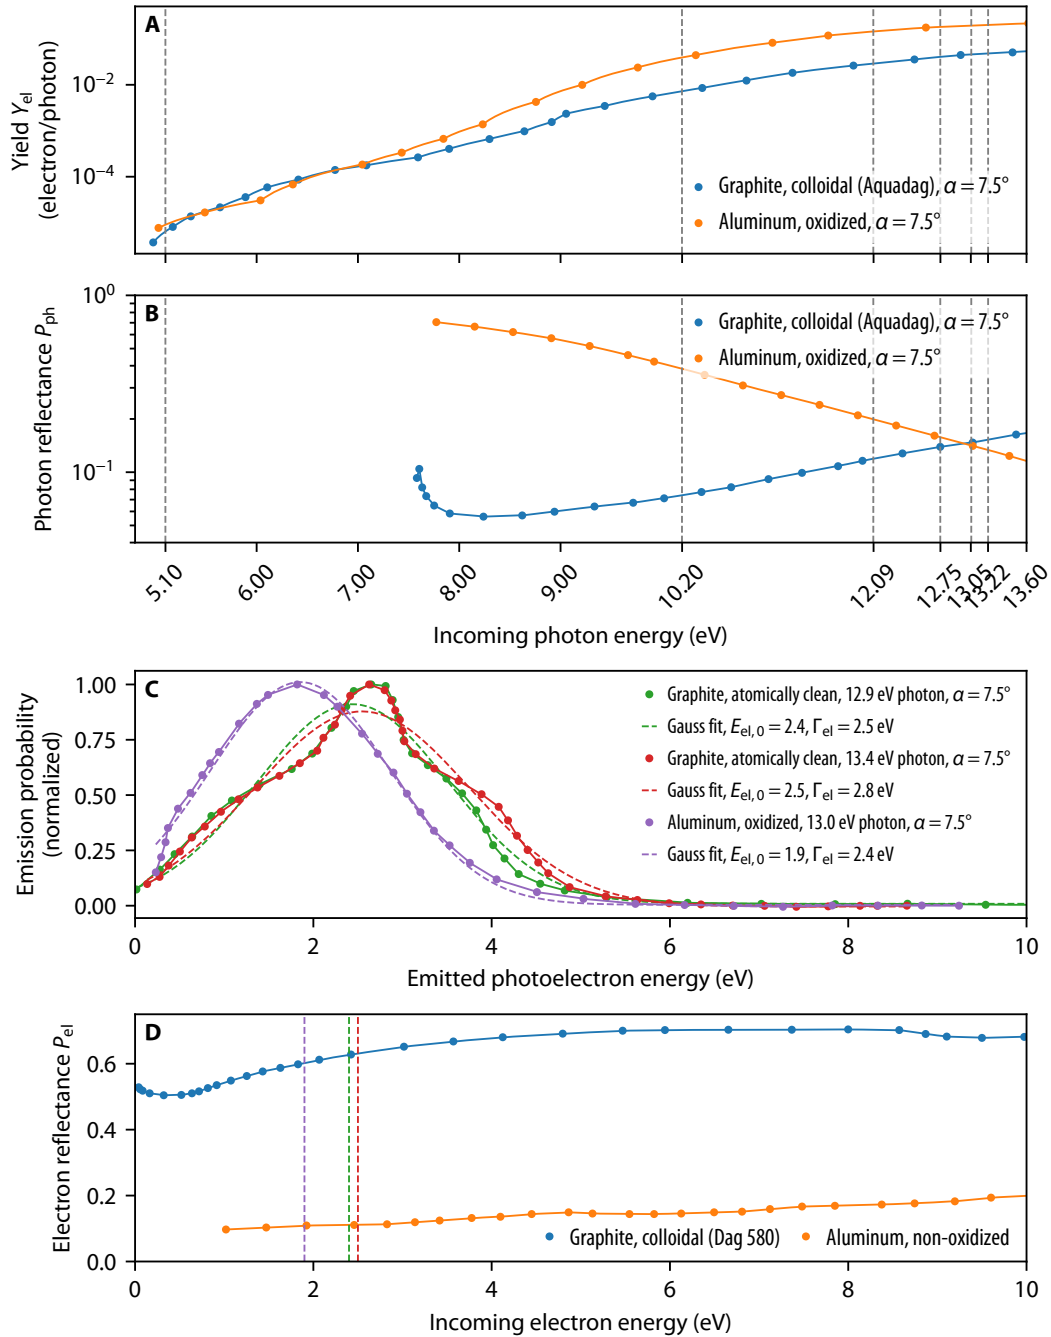 A
Yield Y_el
(electron/photon)
10⁻²
10⁻⁴
Graphite, colloidal (Aquadag), α = 7.5°
Aluminum, oxidized, α = 7.5°
B
Photon reflectance P_ph
10⁰
10⁻¹
Graphite, colloidal (Aquadag), α = 7.5°
Aluminum, oxidized, α = 7.5°
5.10 6.00 7.00 8.00 9.00 10.20 12.09 12.75 13.05 13.22 13.60
Incoming photon energy (eV)
C
Emission probability
(normalized)
1.00
0.75
0.50
0.25
0.00
Graphite, atomically clean, 12.9 eV photon, α = 7.5°
Gauss fit, E_el, 0 = 2.4, Γ_el = 2.5 eV
Graphite, atomically clean, 13.4 eV photon, α = 7.5°
Gauss fit, E_el, 0 = 2.5, Γ_el = 2.8 eV
Aluminum, oxidized, 13.0 eV photon, α = 7.5°
Gauss fit, E_el, 0 = 1.9, Γ_el = 2.4 eV
0 2 4 6 8 10
Emitted photoelectron energy (eV)
D
Electron reflectance P_el
0.6
0.4
0.2
0.0
Graphite, colloidal (Dag 580) Aluminum, non-oxidized
0 2 4 6 8 10
Incoming electron energy (eV)